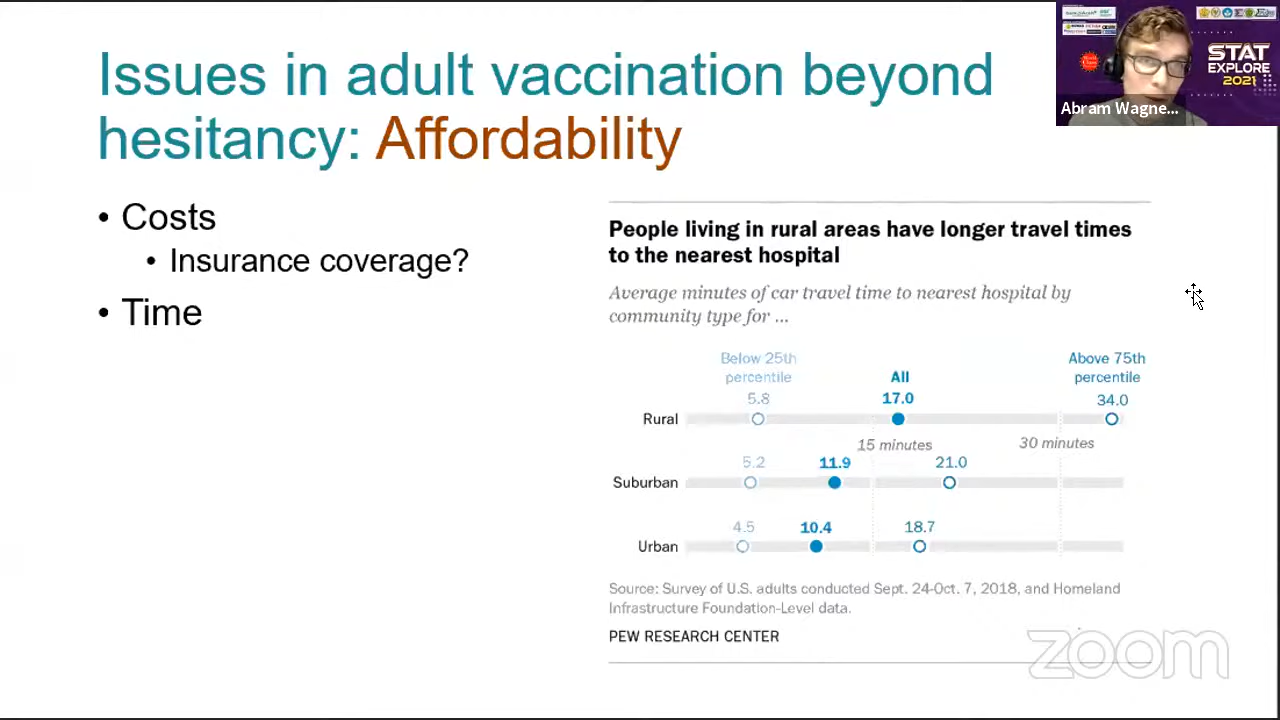 Issues in adult vaccination beyond
hesitancy: Affordability
• Costs
• Insurance coverage?
• Time
People living in rural areas have longer travel times
to the nearest hospital
Average minutes of car travel time to nearest hospital by
community type for ...
Below 25th
percentile
All
Above 75th
percentile
5.8
17.0
34.0
Rural
15 minutes
30 minutes
5.2
11.9
21.0
Suburban
4.5
10.4
18.7
Urban
Source: Survey of U.S. adults conducted Sept. 24-Oct. 7, 2018, and Homeland
Infrastructure Foundation-Level data.
PEW RESEARCH CENTER
zoom
STAT
EXPLORE
2021
Abram Wagne...